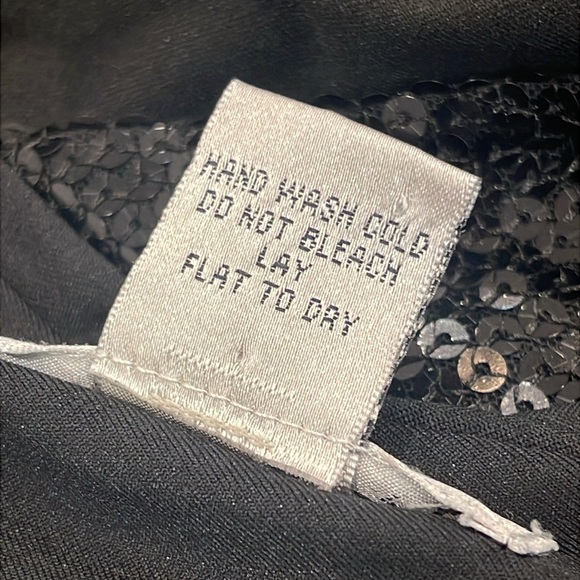 HAND WASH COLD
DO NOT BLEACH
LAY
FLAT TO DRY